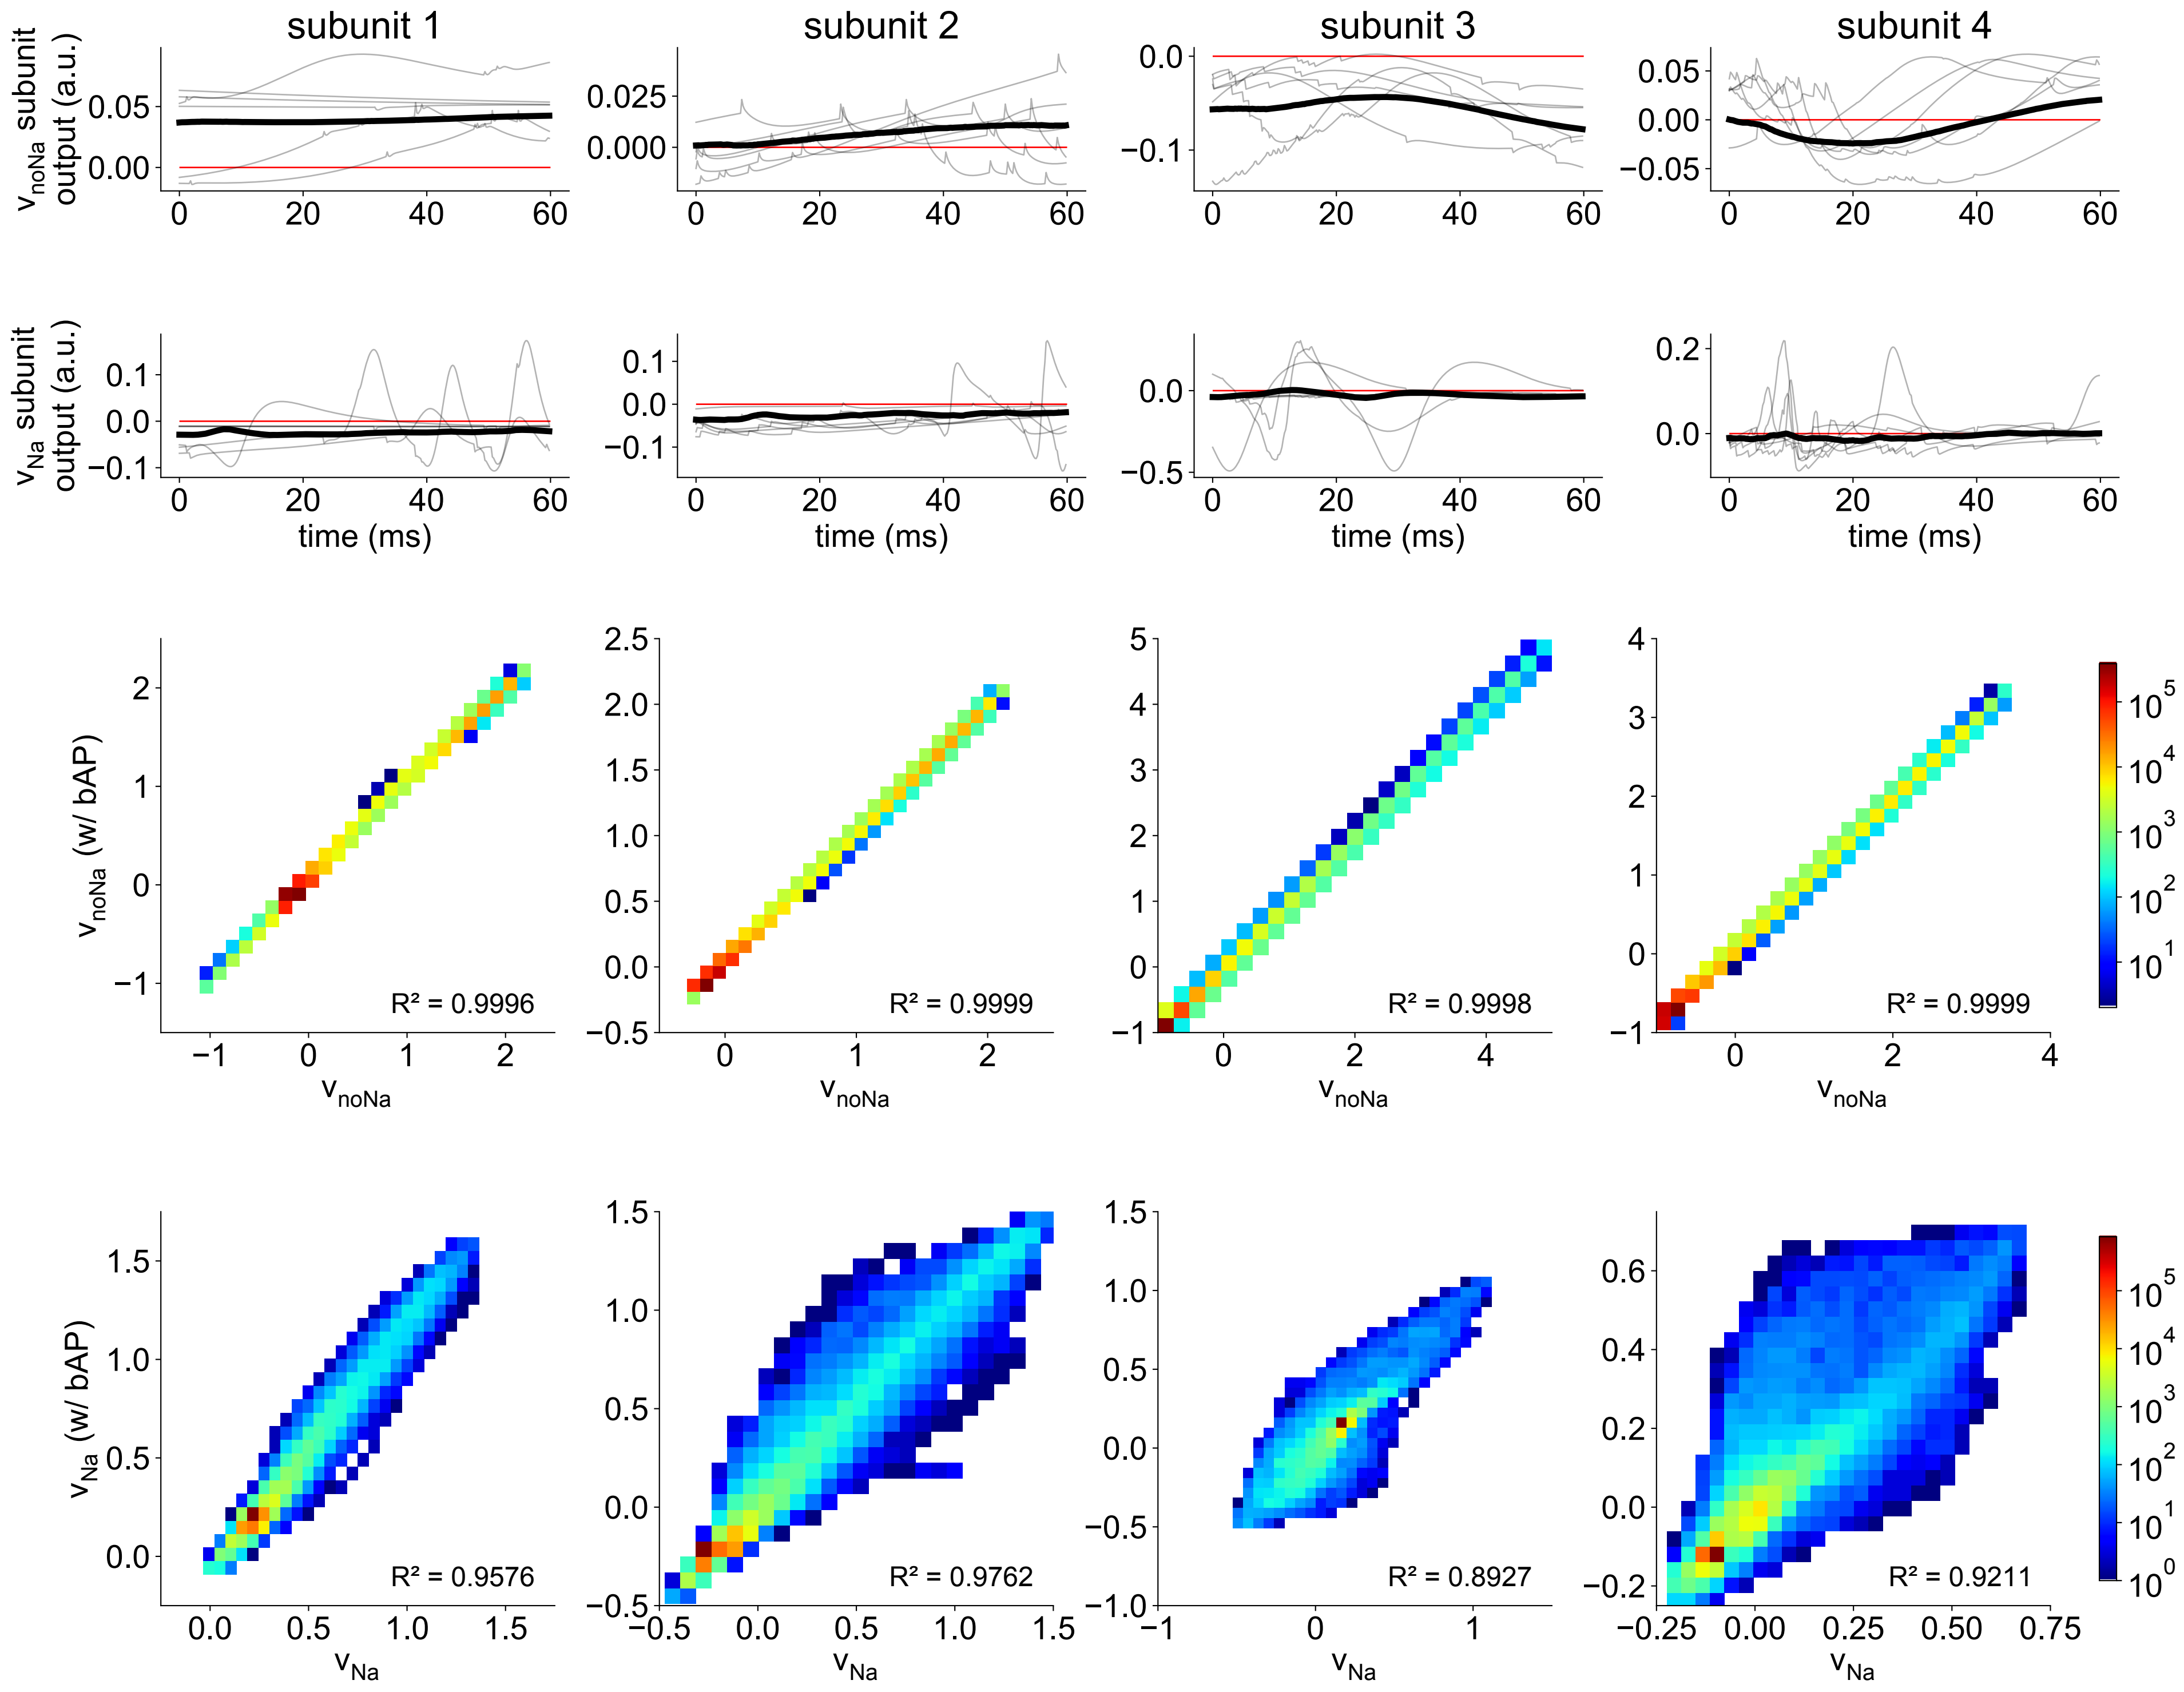 subunit 1 subunit 2 subunit 3 subunit 4
v_noNa subunit
output (a.u.)
0.05
0.00
0 20 40 60
0.025
0.000
0 20 40 60
0.0
−0.1
0 20 40 60
0.05
0.00
−0.05
0 20 40 60
v_Na subunit
output (a.u.)
0.1
0.0
−0.1
0 20 40 60
time (ms)
0.1
0.0
−0.1
0 20 40 60
time (ms)
0.0
−0.5
0 20 40 60
time (ms)
0.2
0.0
0 20 40 60
time (ms)
v_noNa (w/ bAP)
2
1
0
−1
R² = 0.9996
−1 0 1 2
v_noNa
2.5
2.0
1.5
1.0
0.5
0.0
−0.5
R² = 0.9999
0 1 2
v_noNa
5
4
3
2
1
0
−1
R² = 0.9998
0 2 4
v_noNa
4
3
2
1
0
−1
R² = 0.9999
0 2 4
v_noNa
10^5
10^4
10^3
10^2
10^1
v_Na (w/ bAP)
1.5
1.0
0.5
0.0
R² = 0.9576
0.0 0.5 1.0 1.5
v_Na
1.5
1.0
0.5
0.0
−0.5
R² = 0.9762
−0.5 0.0 0.5 1.0 1.5
v_Na
1.5
1.0
0.5
0.0
−0.5
−1.0
R² = 0.8927
−1 0 1
v_Na
0.6
0.4
0.2
0.0
−0.2
R² = 0.9211
−0.25 0.00 0.25 0.50 0.75
v_Na
10^5
10^4
10^3
10^2
10^1
10^0